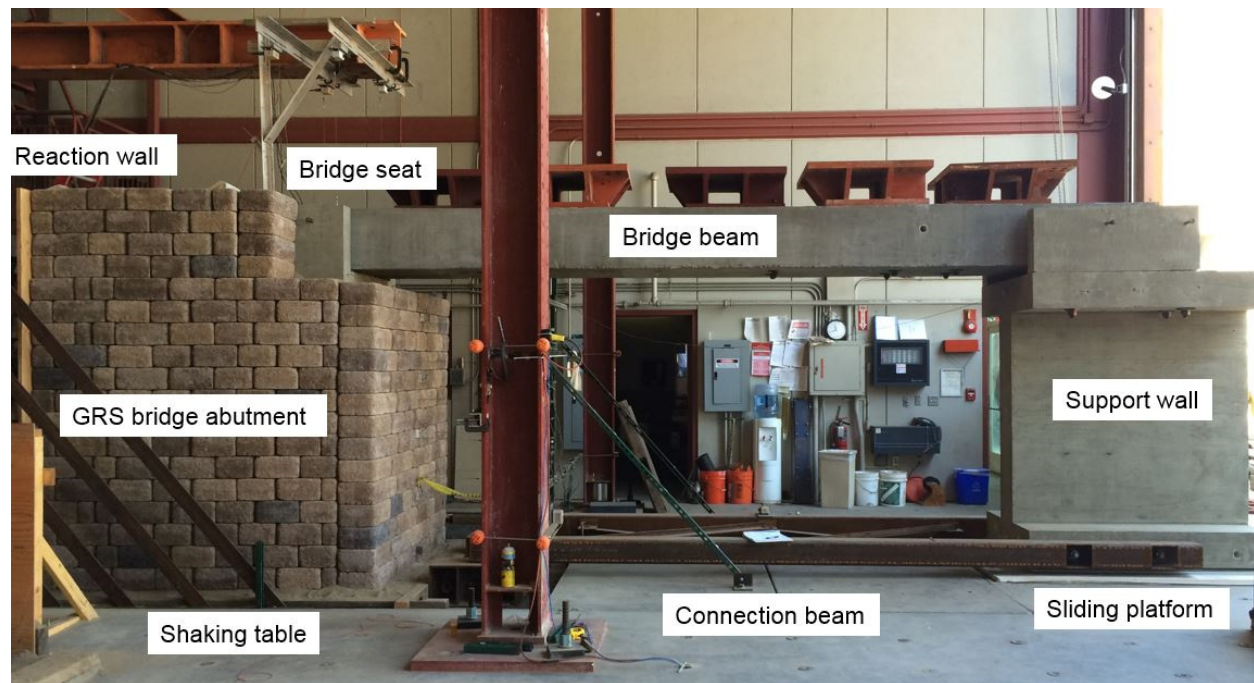 Reaction wall
Bridge seat
Bridge beam
GRS bridge abutment
Support wall
Shaking table
Connection beam
Sliding platform